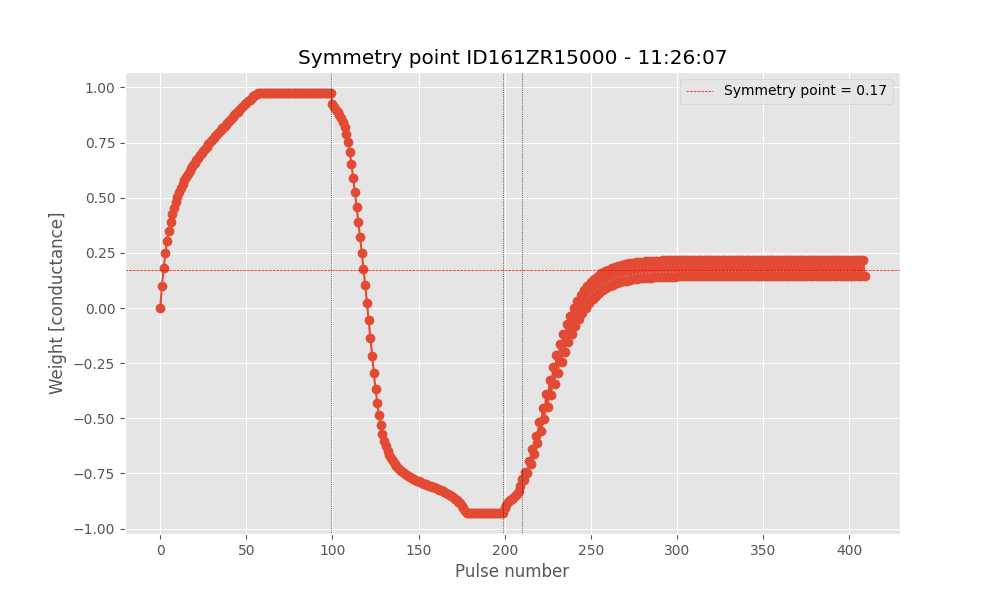 Symmetry point ID161ZR15000 - 11:26:07
Symmetry point = 0.17
1.00
0.75
0.50
0.25
0.00
−0.25
−0.50
−0.75
−1.00
Weight [conductance]
0 50 100 150 200 250 300 350 400
Pulse number